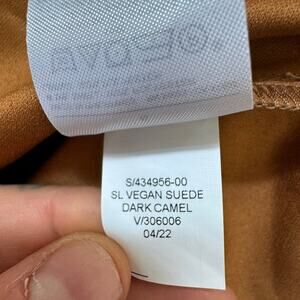 S/434956-00
SL VEGAN SUEDE
DARK CAMEL
V/306006
04/22